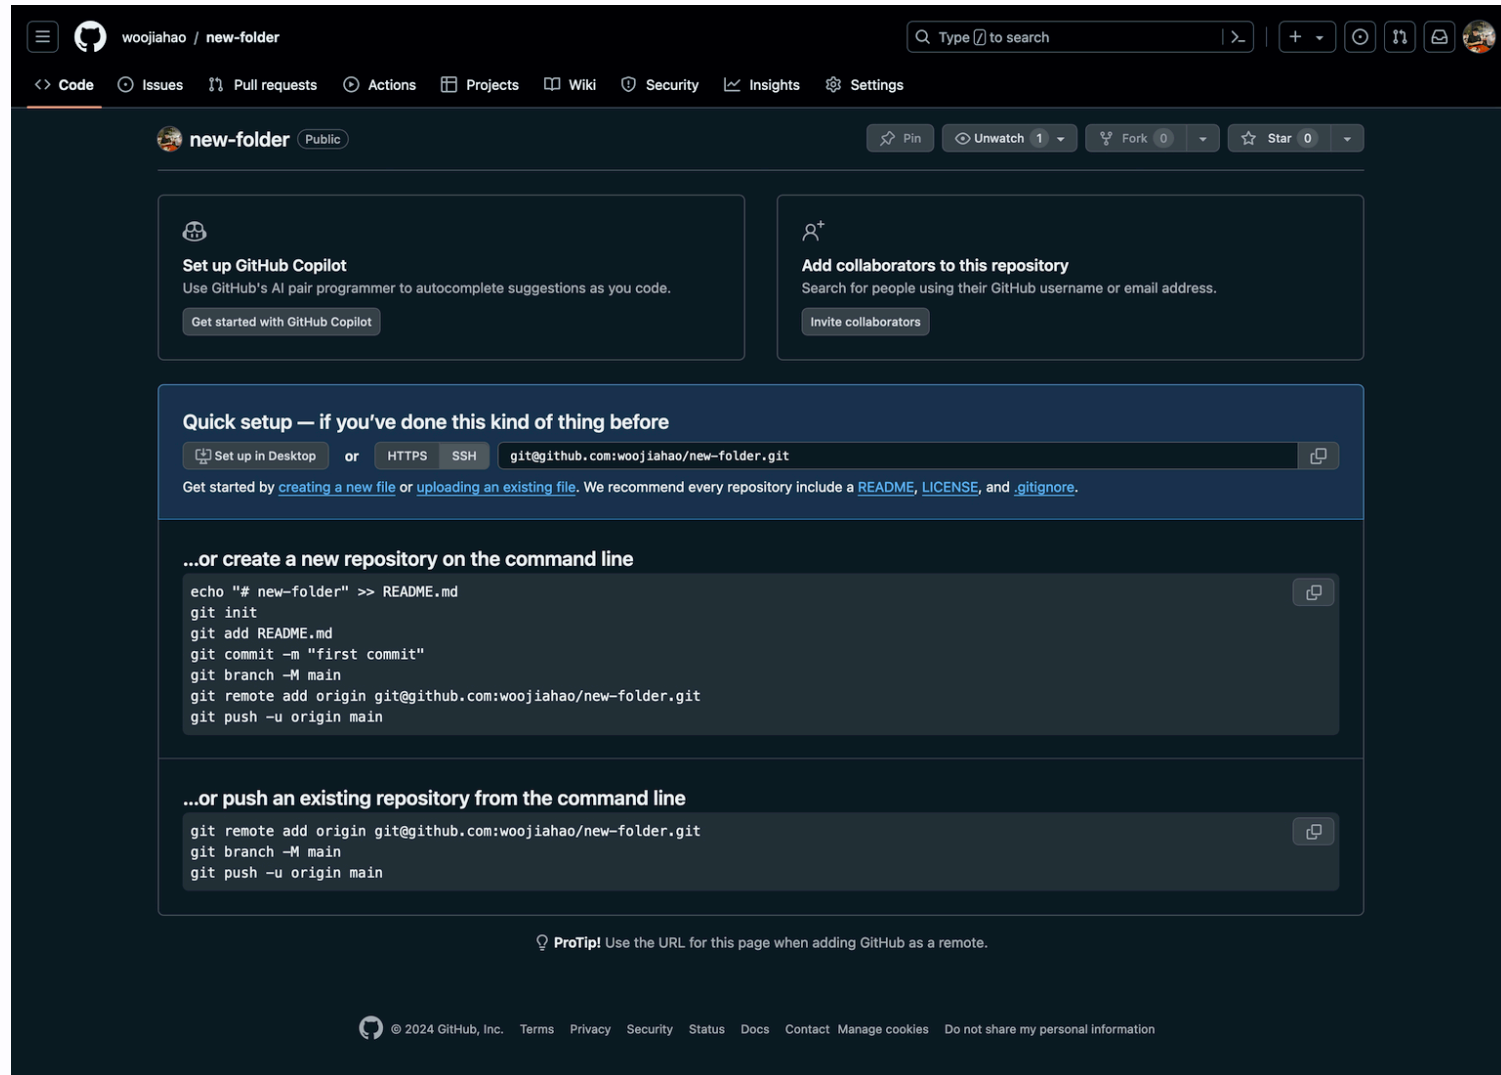 woojiahao / new-folder
Type / to search
Code Issues Pull requests Actions Projects Wiki Security Insights Settings
new-folder Public
Pin Unwatch 1 Fork 0 Star 0
Set up GitHub Copilot
Use GitHub's AI pair programmer to autocomplete suggestions as you code.
Get started with GitHub Copilot
Add collaborators to this repository
Search for people using their GitHub username or email address.
Invite collaborators
Quick setup — if you’ve done this kind of thing before
Set up in Desktop or HTTPS SSH git@github.com:woojiahao/new-folder.git
Get started by creating a new file or uploading an existing file. We recommend every repository include a README, LICENSE, and .gitignore.
…or create a new repository on the command line
echo "# new-folder" >> README.md
git init
git add README.md
git commit -m "first commit"
git branch -M main
git remote add origin git@github.com:woojiahao/new-folder.git
git push -u origin main
…or push an existing repository from the command line
git remote add origin git@github.com:woojiahao/new-folder.git
git branch -M main
git push -u origin main
ProTip! Use the URL for this page when adding GitHub as a remote.
© 2024 GitHub, Inc. Terms Privacy Security Status Docs Contact Manage cookies Do not share my personal information